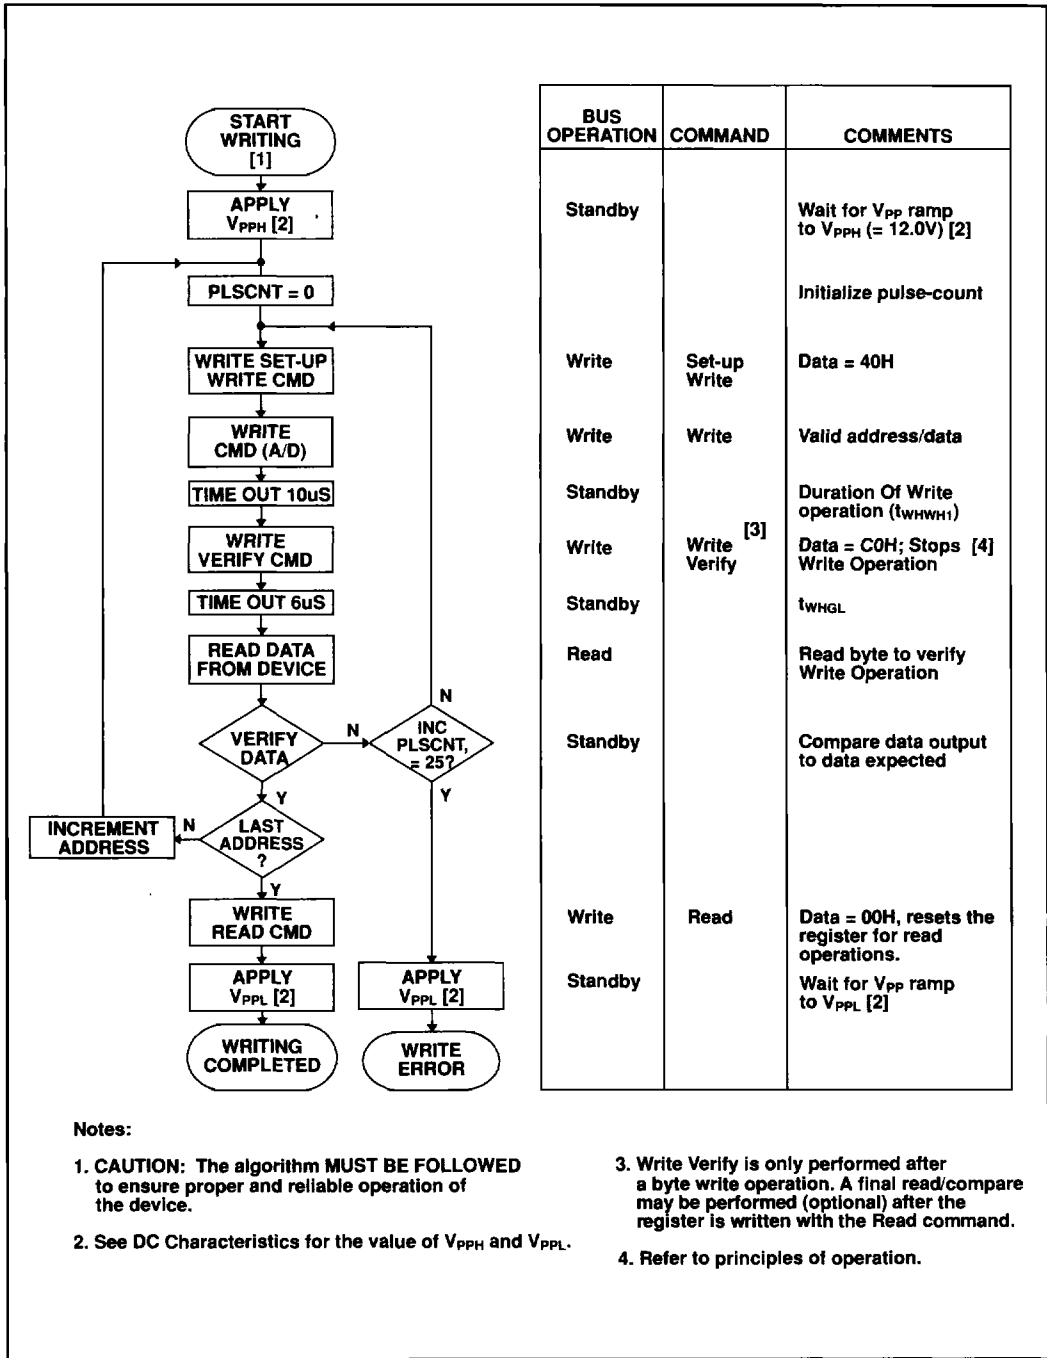 START
WRITING
[1]
APPLY
VPPH [2]
PLSCNT = 0
WRITE SET-UP
WRITE CMD
WRITE
CMD (A/D)
TIME OUT 10uS
WRITE
VERIFY CMD
TIME OUT 6uS
READ DATA
FROM DEVICE
VERIFY
DATA
N
INC
PLSCNT,
= 25?
N
Y
Y
LAST
ADDRESS
?
N
INCREMENT
ADDRESS
Y
WRITE
READ CMD
APPLY
VPPL [2]
WRITING
COMPLETED
APPLY
VPPL [2]
WRITE
ERROR
BUS
OPERATION COMMAND COMMENTS
Standby Wait for VPP ramp
to VPPH (= 12.0V) [2]
Initialize pulse-count
Write Set-up Data = 40H
Write
Write Write Valid address/data
Standby Duration Of Write
operation (tWHWH1)
[3]
Write Write Data = C0H; Stops [4]
Verify Write Operation
Standby tWHGL
Read Read byte to verify
Write Operation
Standby Compare data output
to data expected
Write Read Data = 00H, resets the
register for read
operations.
Standby Wait for VPP ramp
to VPPL [2]
Notes:
1. CAUTION: The algorithm MUST BE FOLLOWED
to ensure proper and reliable operation of
the device.
2. See DC Characteristics for the value of VPPH and VPPL.
3. Write Verify is only performed after
a byte write operation. A final read/compare
may be performed (optional) after the
register is written with the Read command.
4. Refer to principles of operation.